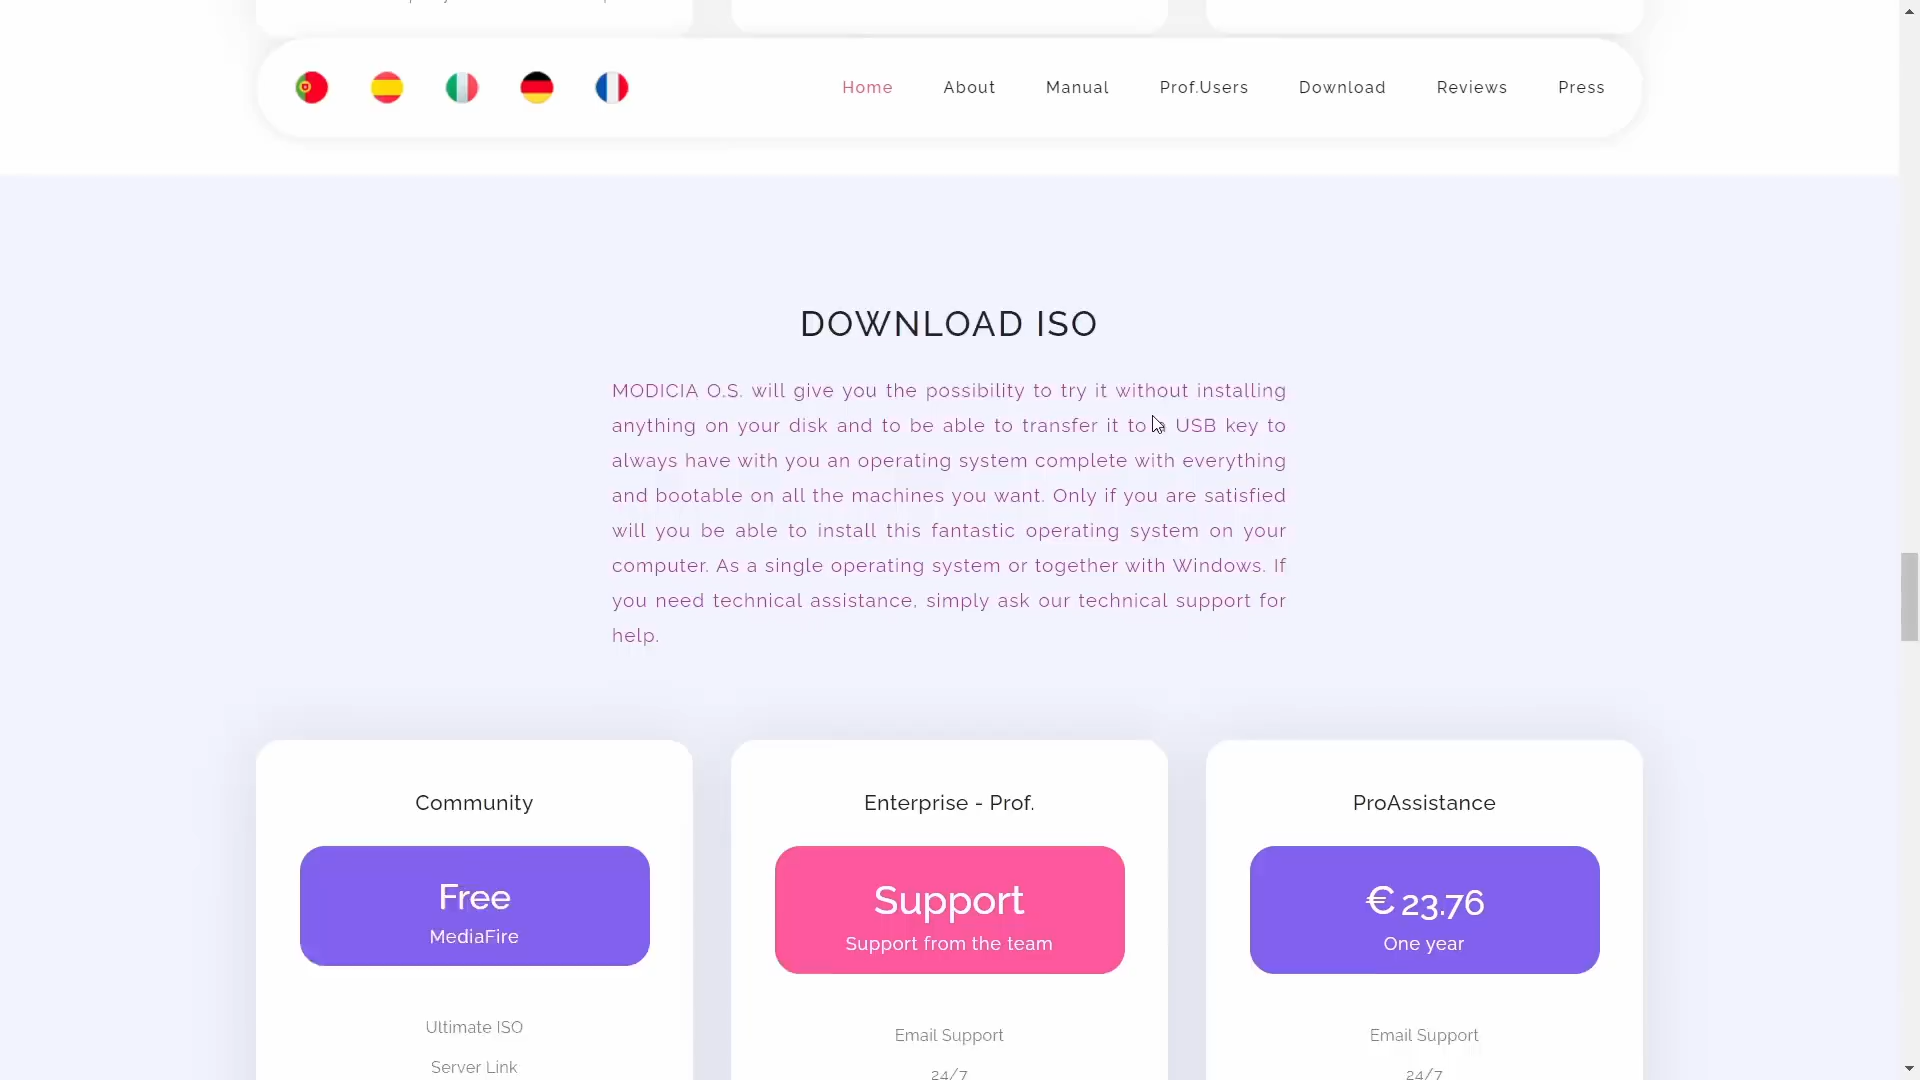 Home About Manual Prof.Users Download Reviews Press
DOWNLOAD ISO
MODICIA O.S. will give you the possibility to try it without installing
anything on your disk and to be able to transfer it to USB key to
always have with you an operating system complete with everything
and bootable on all the machines you want. Only if you are satisfied
will you be able to install this fantastic operating system on your
computer. As a single operating system or together with Windows. If
you need technical assistance, simply ask our technical support for
help.
Community
Free
MediaFire
Ultimate ISO
Server Link
Enterprise - Prof.
Support
Support from the team
Email Support
24/7
ProAssistance
€ 23.76
One year
Email Support
24/7